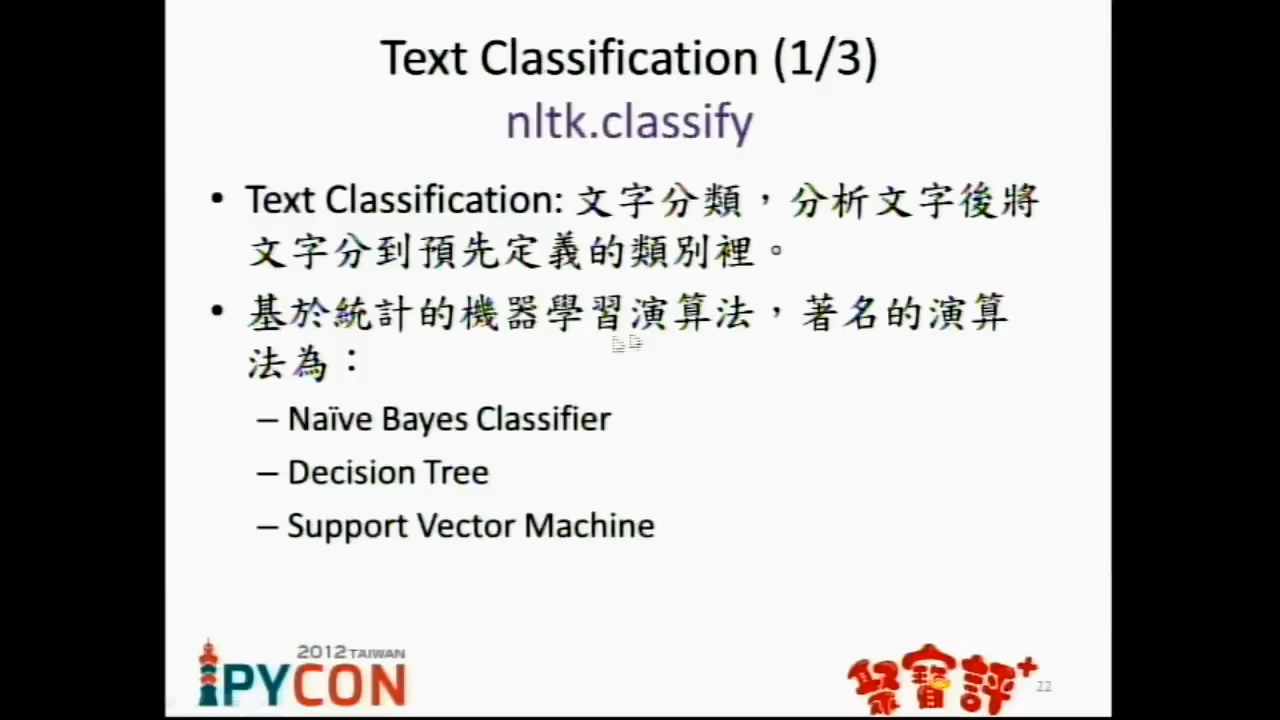 Text Classification (1/3)
nltk.classify
• Text Classification: 文字分類，分析文字後將
文字分到預先定義的類別裡。
• 基於統計的機器學習演算法，著名的演算
法為：
– Naïve Bayes Classifier
– Decision Tree
– Support Vector Machine
2012 TAIWAN
PYCON
聚寶評+
22